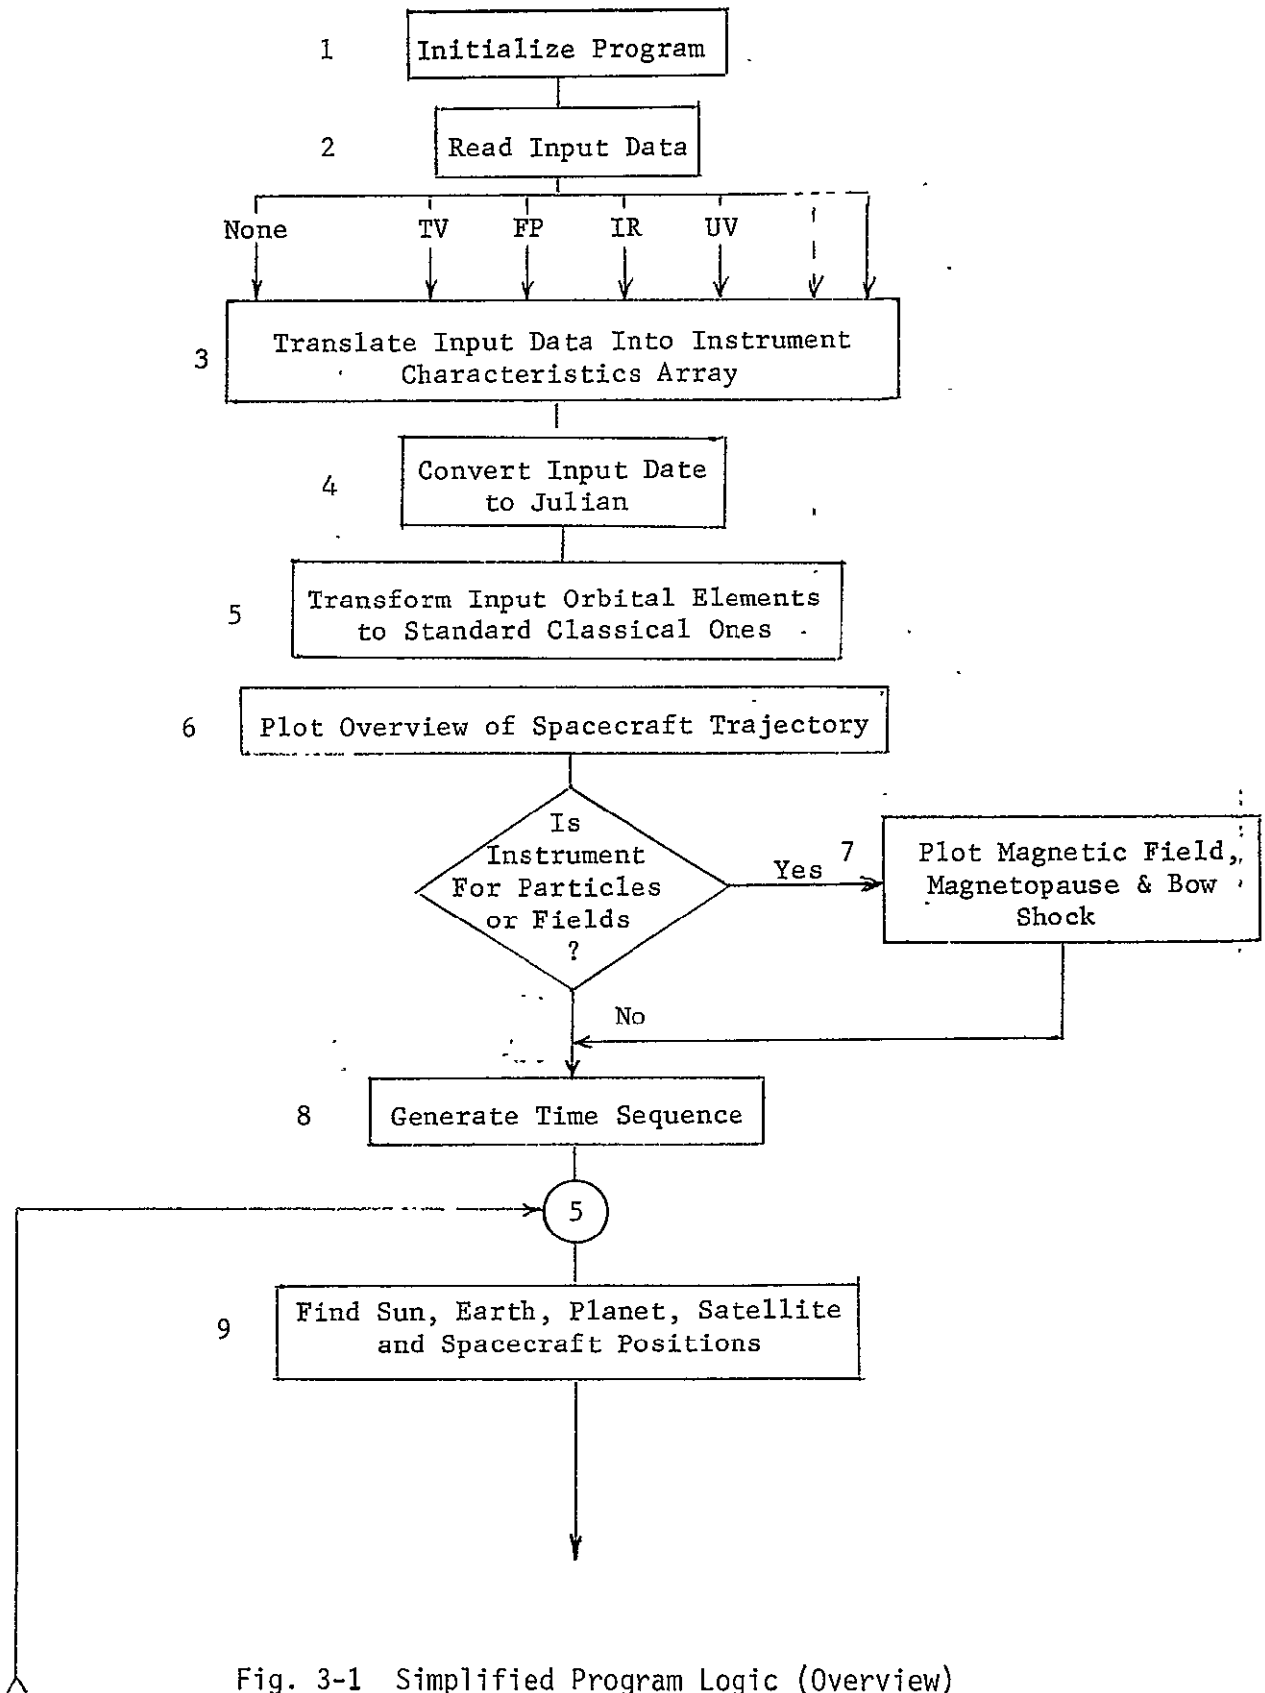 1
Initialize Program
2
Read Input Data
None TV FP IR UV
3
Translate Input Data Into Instrument
Characteristics Array
4
Convert Input Date
to Julian
5
Transform Input Orbital Elements
to Standard Classical Ones
6
Plot Overview of Spacecraft Trajectory
Is
Instrument
For Particles
or Fields
?
Yes
7
Plot Magnetic Field,
Magnetopause & Bow
Shock
No
8
Generate Time Sequence
5
9
Find Sun, Earth, Planet, Satellite
and Spacecraft Positions
Fig. 3-1 Simplified Program Logic (Overview)